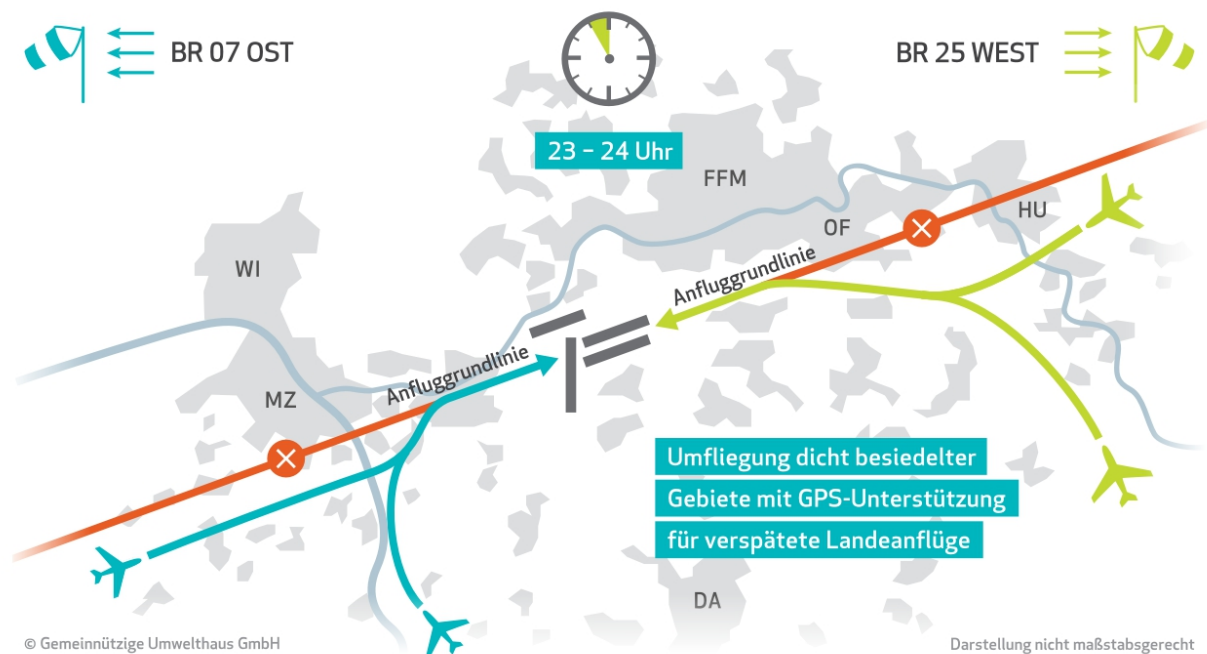 BR 07 OST
BR 25 WEST
23 – 24 Uhr
FFM
OF
HU
WI
Anfluggrundlinie
Anfluggrundlinie
MZ
Umfliegung dicht besiedelter
Gebiete mit GPS-Unterstützung
für verspätete Landeanflüge
DA
© Gemeinnützige Umwelthaus GmbH
Darstellung nicht maßstabsgerecht